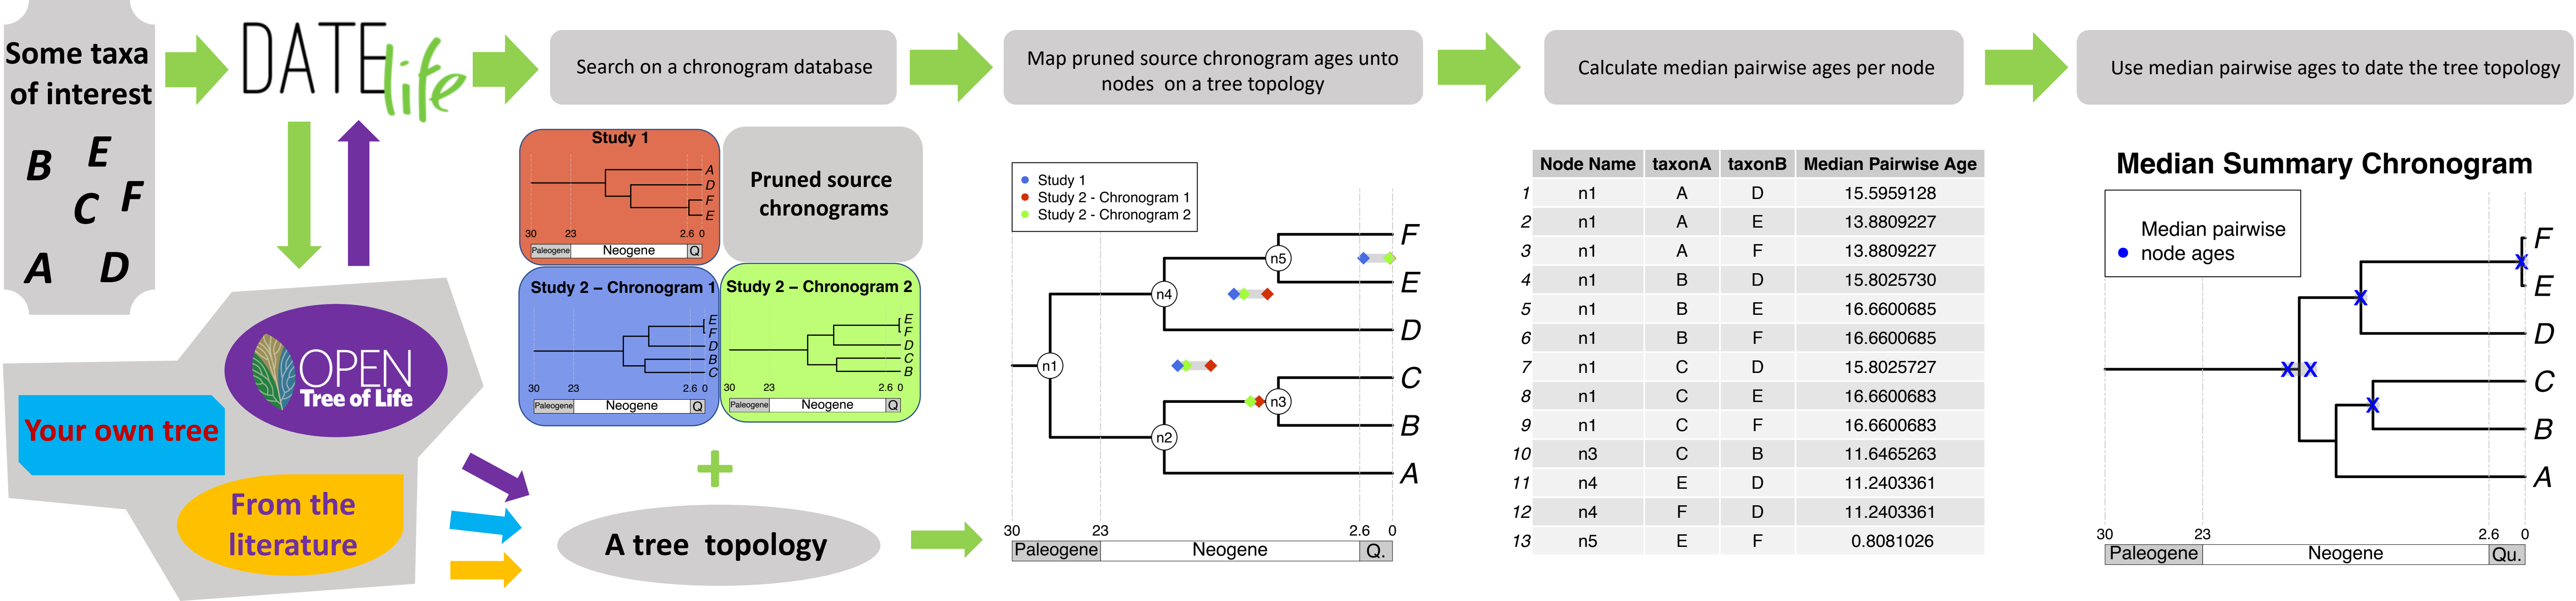 Some taxa
of interest
B
E
C
F
A
D
DATE
life
Search on a chronogram database
Map pruned source chronogram ages unto
nodes on a tree topology
Calculate median pairwise ages per node
Use median pairwise ages to date the tree topology
OPEN
Tree of Life
Your own tree
From the
literature
Study 1
A
D
F
E
30 23 2.6 0
Paleogene Neogene Q
Pruned source
chronograms
Study 2 – Chronogram 1
E
F
D
B
C
30 23 2.6 0
Paleogene Neogene Q
Study 2 – Chronogram 2
E
F
D
C
B
30 23 2.6 0
Paleogene Neogene Q
+
A tree topology
Study 1
Study 2 - Chronogram 1
Study 2 - Chronogram 2
F
n5
E
n4
D
n1
C
n3
B
n2
A
30 23 2.6 0
Paleogene Neogene Q.
Node Name taxonA taxonB Median Pairwise Age
1 n1 A D 15.5959128
2 n1 A E 13.8809227
3 n1 A F 13.8809227
4 n1 B D 15.8025730
5 n1 B E 16.6600685
6 n1 B F 16.6600685
7 n1 C D 15.8025727
8 n1 C E 16.6600683
9 n1 C F 16.6600683
10 n3 C B 11.6465263
11 n4 E D 11.2403361
12 n4 F D 11.2403361
13 n5 E F 0.8081026
Median Summary Chronogram
Median pairwise
node ages
F
E
D
C
B
A
30 23 2.6 0
Paleogene Neogene Qu.